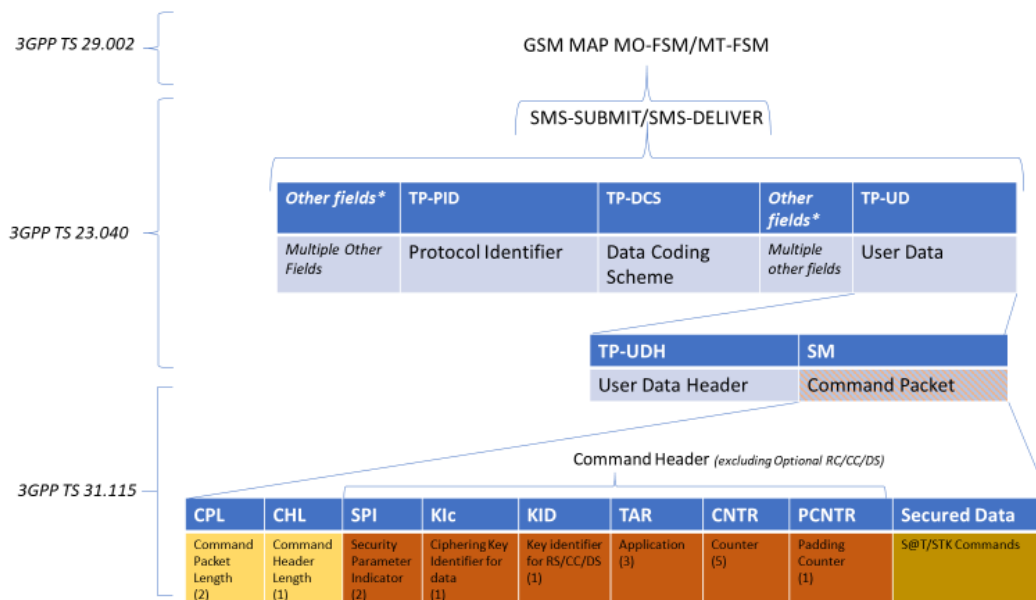 3GPP TS 29.002
GSM MAP MO-FSM/MT-FSM
SMS-SUBMIT/SMS-DELIVER
3GPP TS 23.040
Other fields*
TP-PID
TP-DCS
Other
fields*
TP-UD
Multiple Other
Fields
Protocol Identifier
Data Coding
Scheme
Multiple
other fields
User Data
TP-UDH
SM
User Data Header
Command Packet
3GPP TS 31.115
Command Header (excluding Optional RC/CC/DS)
CPL
CHL
SPI
KIc
KID
TAR
CNTR
PCNTR
Secured Data
Command
Packet
Length
(2)
Command
Header
Length
(1)
Security
Parameter
Indicator
(2)
Ciphering Key
Identifier for
data
(1)
Key identifier
for RS/CC/DS
(1)
Application
(3)
Counter
(5)
Padding
Counter
(1)
S@T/STK Commands